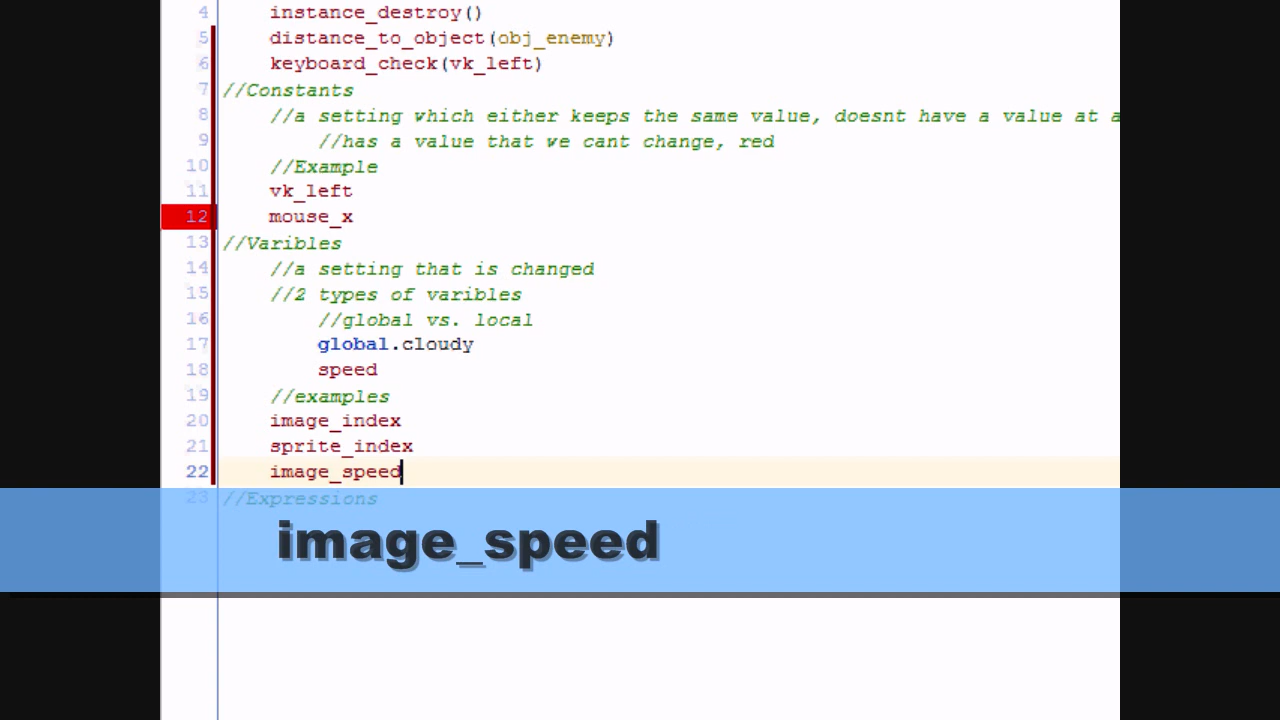 4 instance_destroy()
5 distance_to_object(obj_enemy)
6 keyboard_check(vk_left)
7 //Constants
8 //a setting which either keeps the same value, doesnt have a value at a
9 //has a value that we cant change, red
10 //Example
11 vk_left
12 mouse_x
13 //Varibles
14 //a setting that is changed
15 //2 types of varibles
16 //global vs. local
17 global.cloudy
18 speed
19 //examples
20 image_index
21 sprite_index
22 image_speed
23 //Expressions
image_speed